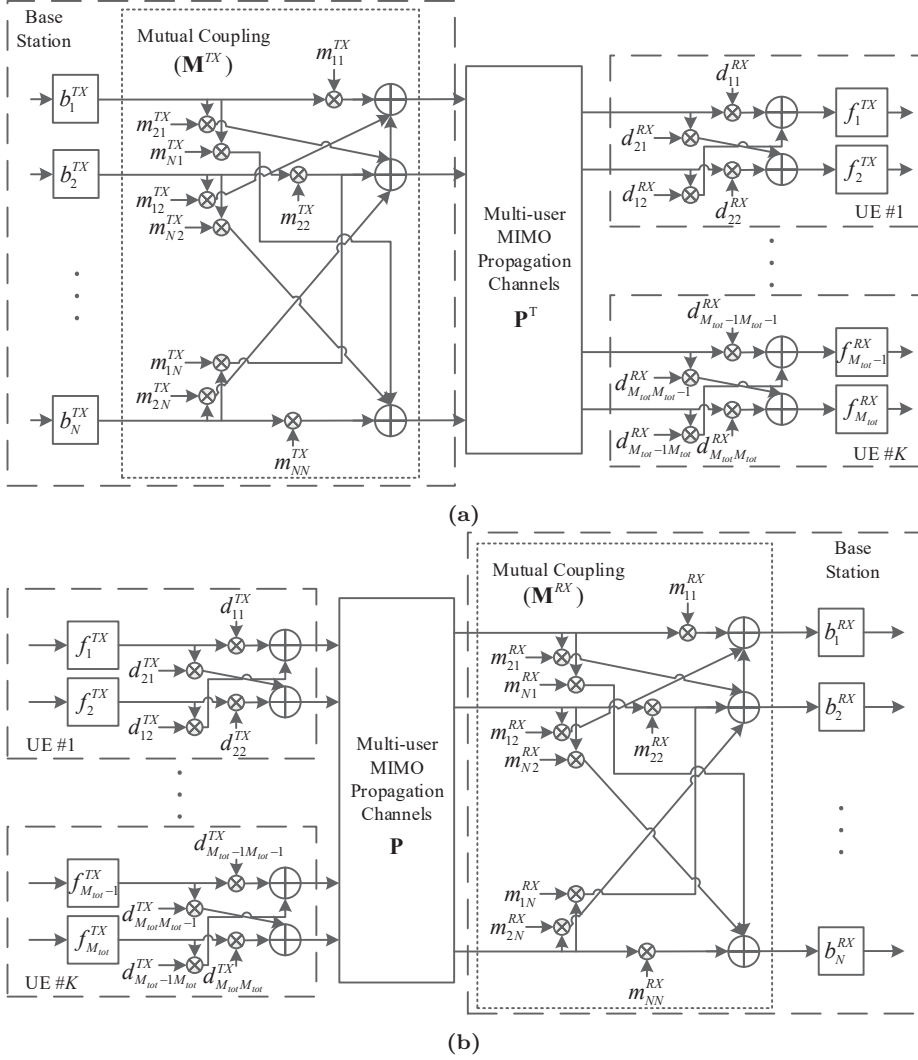 Base
Station
Mutual Coupling
(M^{TX})
m_{11}^{TX}
b_1^{TX}
m_{21}^{TX}
m_{N1}^{TX}
b_2^{TX}
m_{12}^{TX}
m_{22}^{TX}
m_{N2}^{TX}
m_{1N}^{TX}
m_{2N}^{TX}
b_N^{TX}
m_{NN}^{TX}
Multi-user
MIMO
Propagation
Channels
P^T
d_{11}^{RX}
f_1^{TX}
d_{21}^{RX}
f_2^{TX}
d_{12}^{RX}
d_{22}^{RX}
UE #1
d_{M_{tot}-1M_{tot}-1}^{RX}
f_{M_{tot}-1}^{RX}
d_{M_{tot}M_{tot}-1}^{RX}
f_{M_{tot}}^{RX}
d_{M_{tot}-1M_{tot}}^{RX}
d_{M_{tot}M_{tot}}^{RX}
UE #K
(a)
d_{11}^{TX}
f_1^{TX}
d_{21}^{TX}
f_2^{TX}
d_{12}^{TX}
d_{22}^{TX}
UE #1
d_{M_{tot}-1M_{tot}-1}^{TX}
f_{M_{tot}-1}^{TX}
d_{M_{tot}M_{tot}-1}^{TX}
f_{M_{tot}}^{TX}
d_{M_{tot}-1M_{tot}}^{TX}
d_{M_{tot}M_{tot}}^{TX}
UE #K
Multi-user
MIMO
Propagation
Channels
P
Mutual Coupling
(M^{RX})
Base
Station
m_{11}^{RX}
b_1^{RX}
m_{21}^{RX}
m_{N1}^{RX}
b_2^{RX}
m_{12}^{RX}
m_{22}^{RX}
m_{N2}^{RX}
m_{1N}^{RX}
m_{2N}^{RX}
b_N^{RX}
m_{NN}^{RX}
(b)